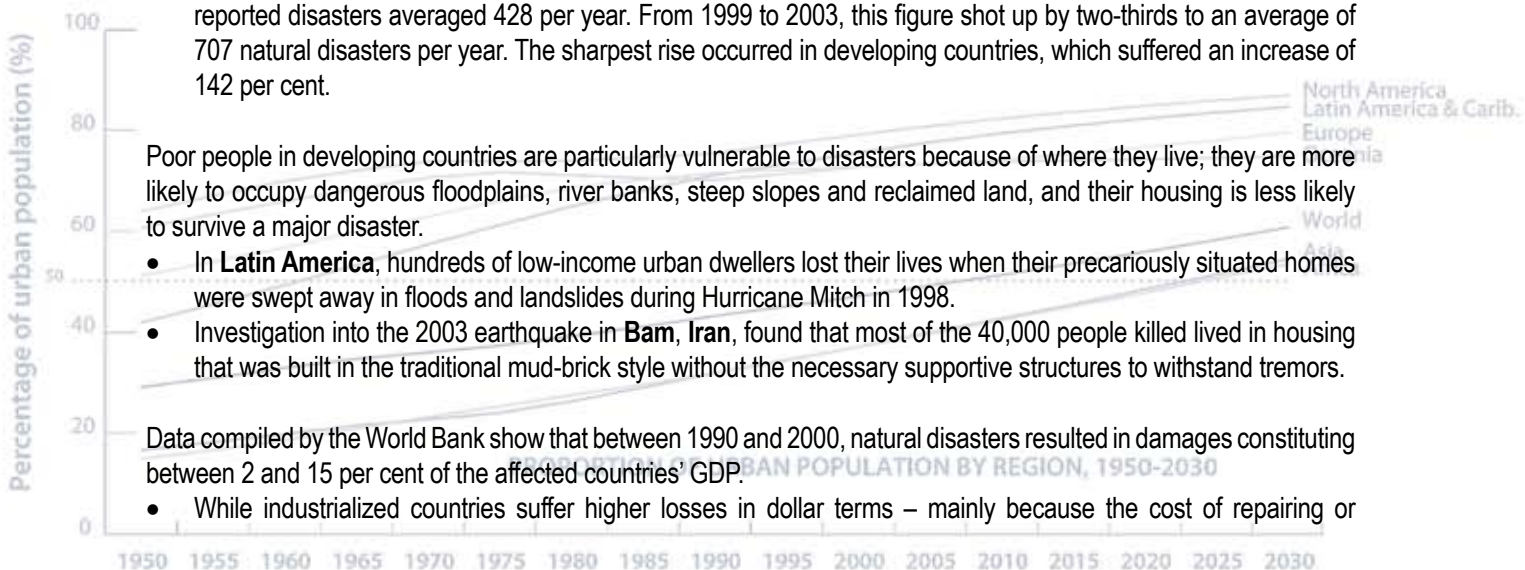 reported disasters averaged 428 per year. From 1999 to 2003, this figure shot up by two-thirds to an average of
707 natural disasters per year. The sharpest rise occurred in developing countries, which suffered an increase of
142 per cent.
Poor people in developing countries are particularly vulnerable to disasters because of where they live; they are more
likely to occupy dangerous floodplains, river banks, steep slopes and reclaimed land, and their housing is less likely
to survive a major disaster.
• In Latin America, hundreds of low-income urban dwellers lost their lives when their precariously situated homes
were swept away in floods and landslides during Hurricane Mitch in 1998.
• Investigation into the 2003 earthquake in Bam, Iran, found that most of the 40,000 people killed lived in housing
that was built in the traditional mud-brick style without the necessary supportive structures to withstand tremors.
Data compiled by the World Bank show that between 1990 and 2000, natural disasters resulted in damages constituting
between 2 and 15 per cent of the affected countries' GDP.
• While industrialized countries suffer higher losses in dollar terms – mainly because the cost of repairing or
Percentage of urban population (%)
100
80
60
50
40
20
0
North America
Latin America & Carib.
Europe
World
Asia
PROPORTION OF URBAN POPULATION BY REGION, 1950-2030
1950 1955 1960 1965 1970 1975 1980 1985 1990 1995 2000 2005 2010 2015 2020 2025 2030